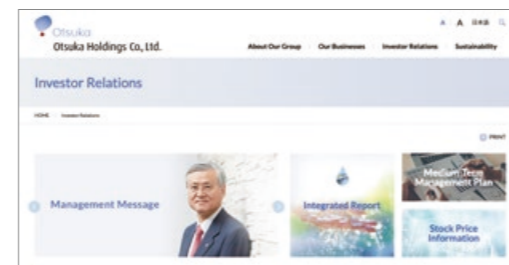 Otsuka
A A 日本語
Otsuka Holdings Co., Ltd.
About Our Group Our Businesses Investor Relations Sustainability
Investor Relations
HOME Investor Relations
PRINT
Management Message
Integrated Report
Medium-Term
Management Plan
Stock Price
Information